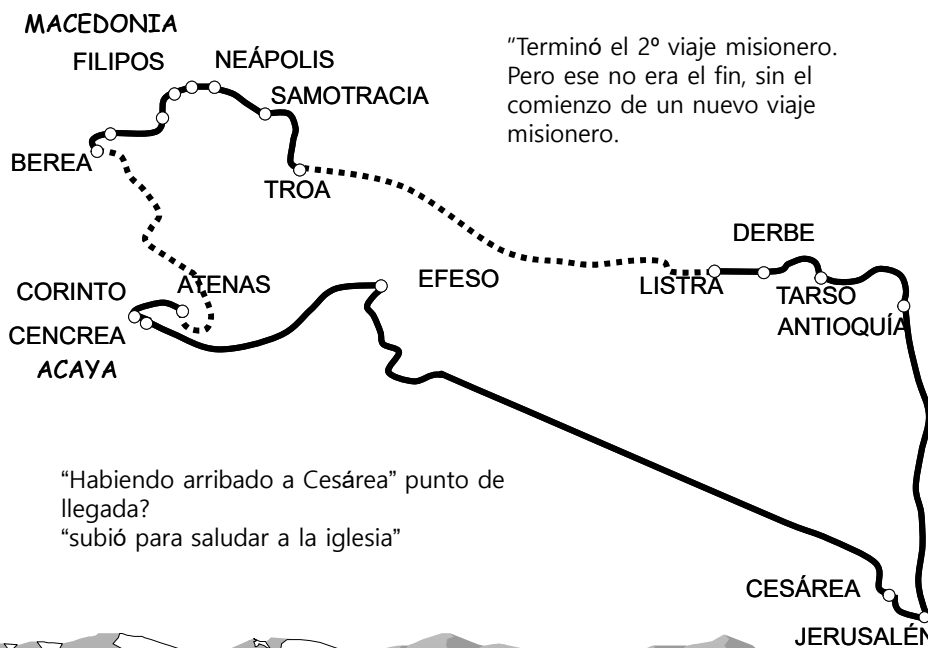 MACEDONIA
FILIPOS
NEÁPOLIS
SAMOTRACIA
"Terminó el 2º viaje misionero.
Pero ese no era el fin, sin el
comienzo de un nuevo viaje
misionero.
BEREA
TROA
DERBE
LISTRA
TARSO
ANTIOQUÍA
CORINTO
ATENAS
EFESO
CENCREA
ACAYA
“Habiendo arribado a Cesárea” punto de
llegada?
“subió para saludar a la iglesia”
CESÁREA
JERUSALÉN